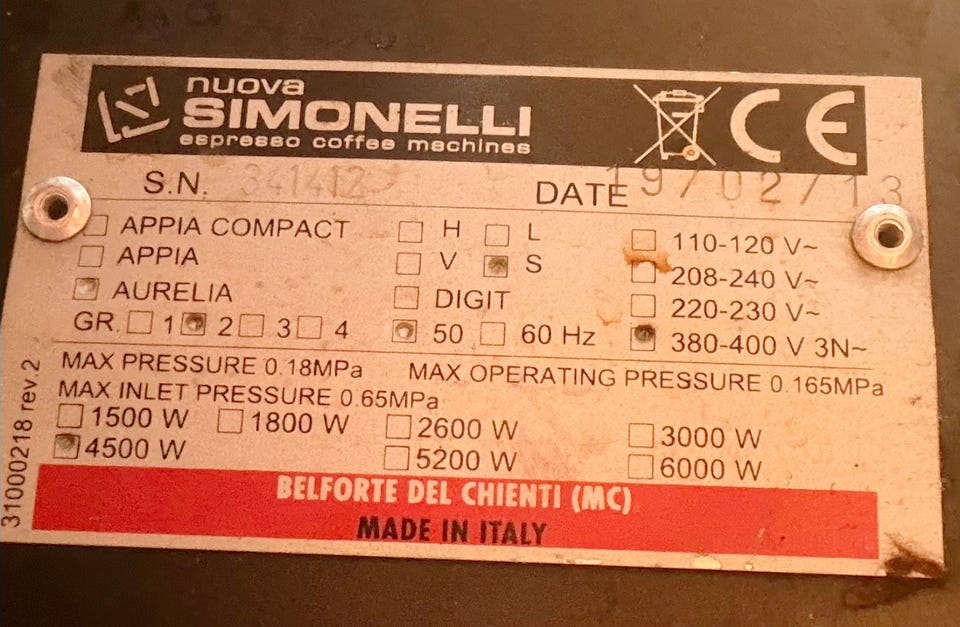 nuova
SIMONELLI
espresso coffee machines
CE
S.N. 341412 DATE 19/02/13
APPIA COMPACT H L 110-120 V~
APPIA V S 208-240 V~
AURELIA DIGIT 220-230 V~
GR. 1 2 3 4 50 60 Hz 380-400 V 3N~
MAX PRESSURE 0.18MPa MAX OPERATING PRESSURE 0.165MPa
MAX INLET PRESSURE 0.65MPa
1500 W 1800 W 2600 W 3000 W
4500 W 5200 W 6000 W
31000218 rev.2
BELFORTE DEL CHIENTI (MC)
MADE IN ITALY